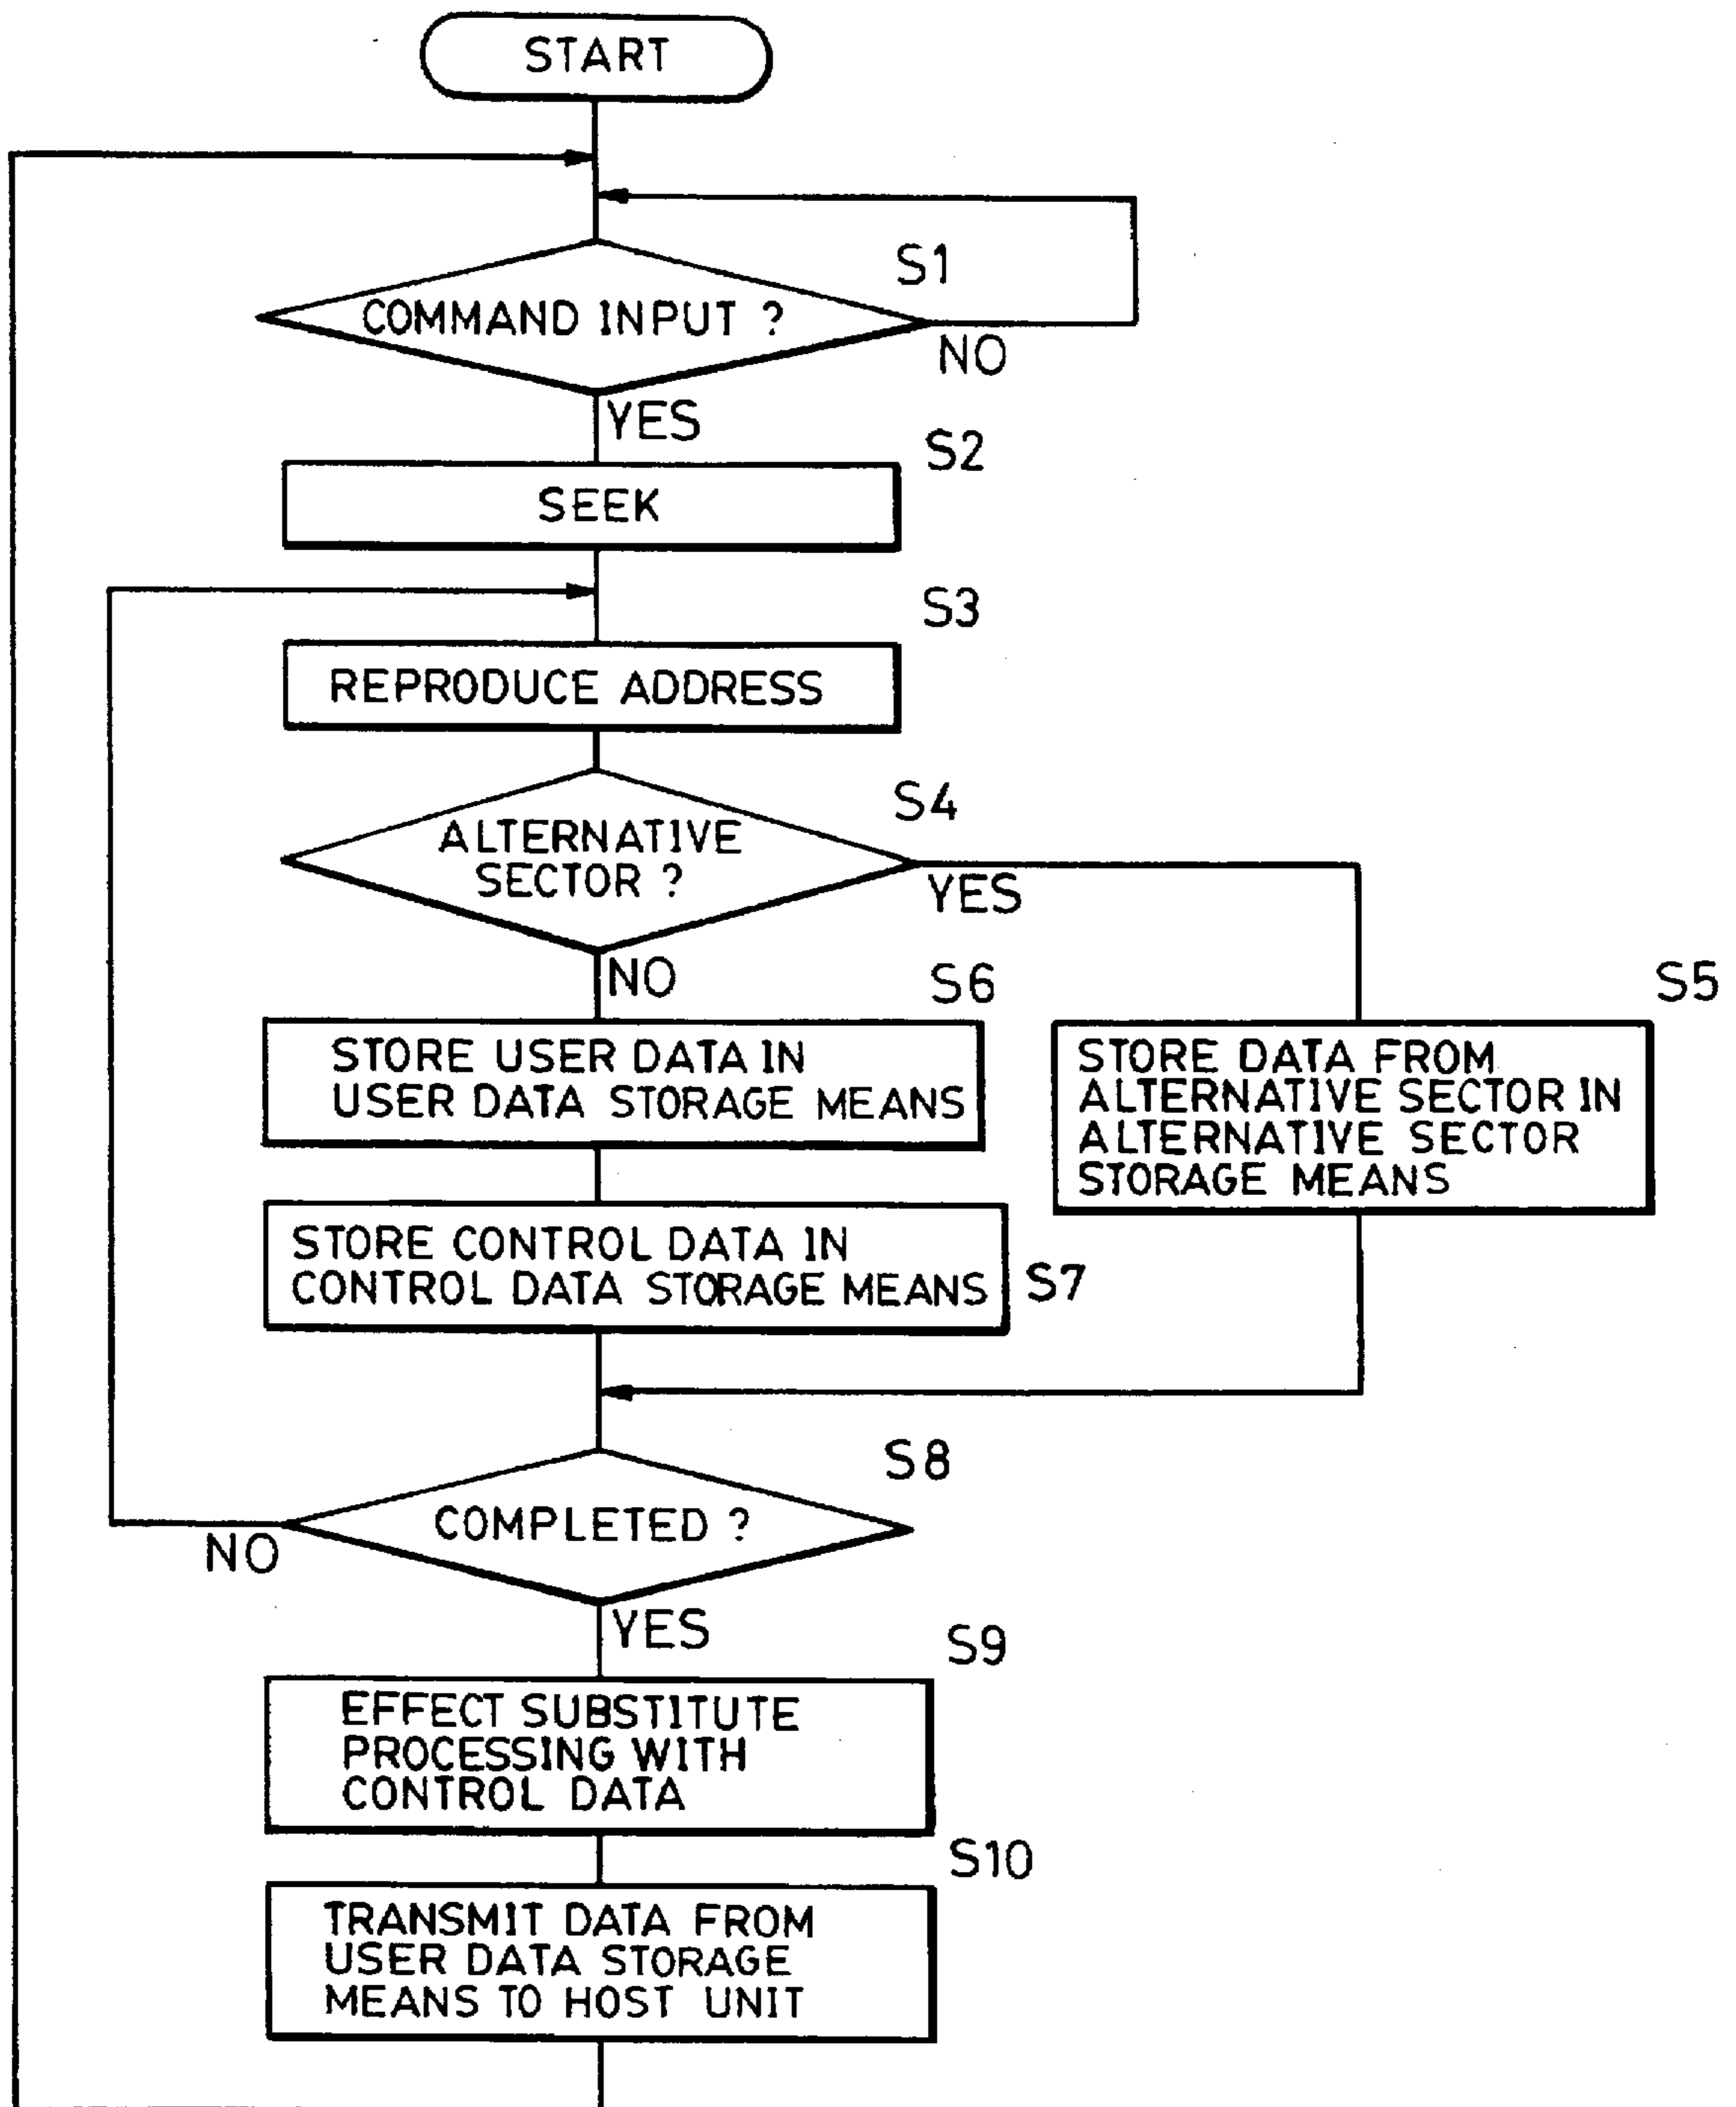 START
S1
COMMAND INPUT ?
NO
YES
S2
SEEK
S3
REPRODUCE ADDRESS
S4
ALTERNATIVE
SECTOR ?
YES
NO
S6
STORE USER DATA IN
USER DATA STORAGE MEANS
S5
STORE DATA FROM
ALTERNATIVE SECTOR IN
ALTERNATIVE SECTOR
STORAGE MEANS
STORE CONTROL DATA IN
CONTROL DATA STORAGE MEANS
S7
S8
COMPLETED ?
NO
YES
S9
EFFECT SUBSTITUTE
PROCESSING WITH
CONTROL DATA
S10
TRANSMIT DATA FROM
USER DATA STORAGE
MEANS TO HOST UNIT